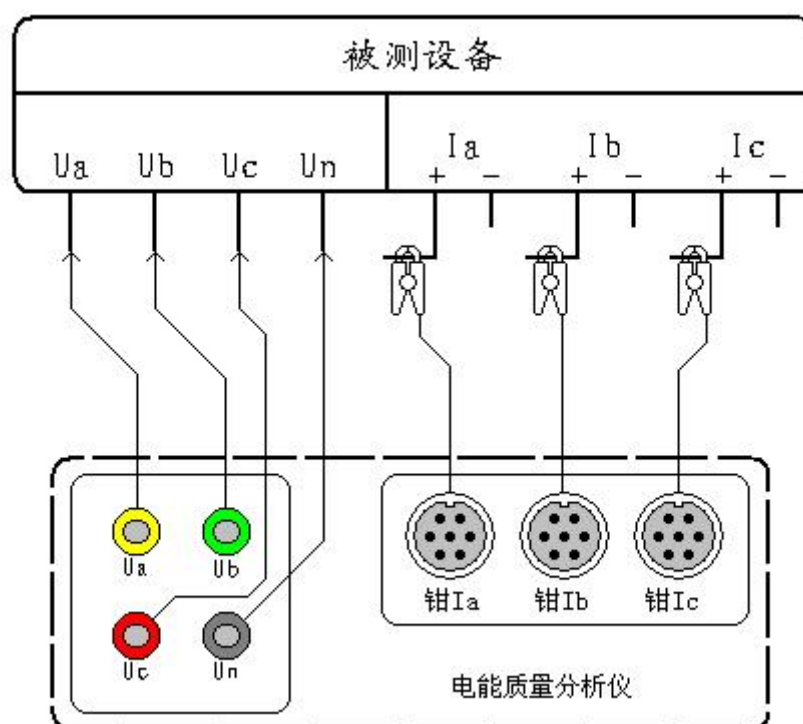 被测设备
Ua Ub Uc Un Ia Ib Ic
+ - + - + -
Ua Ub
钳Ia 钳Ib 钳Ic
Uc Un
电能质量分析仪